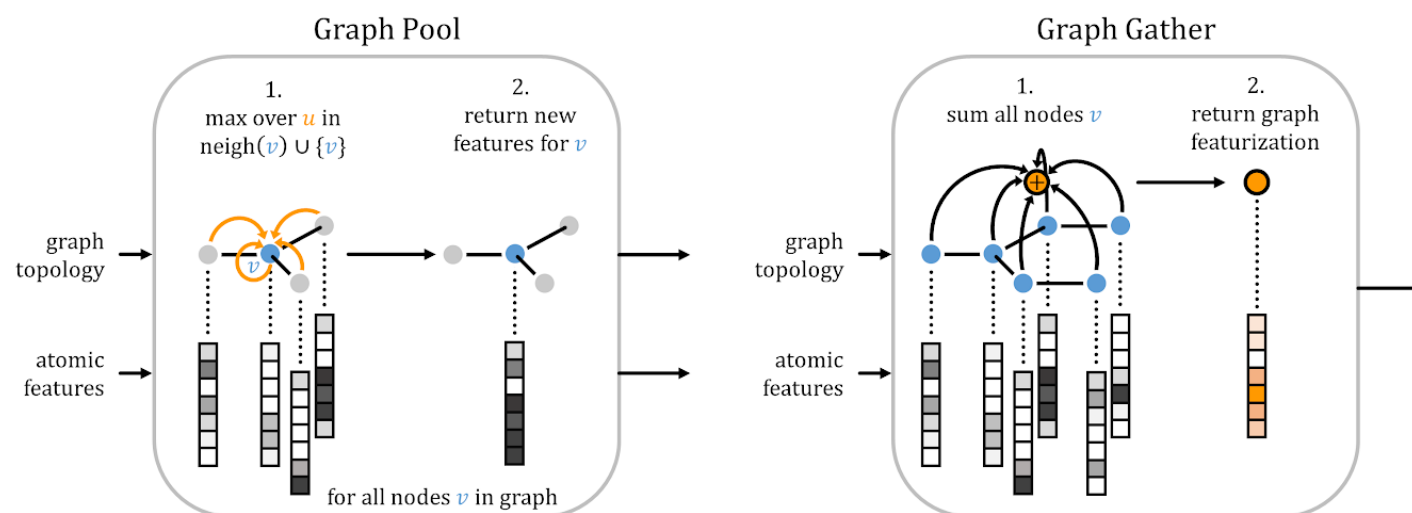 Graph Pool
1.
max over u in
neigh(v) ∪ {v}
2.
return new
features for v
graph
topology
v
atomic
features
for all nodes v in graph
Graph Gather
1.
sum all nodes v
2.
return graph
featurization
+
graph
topology
atomic
features